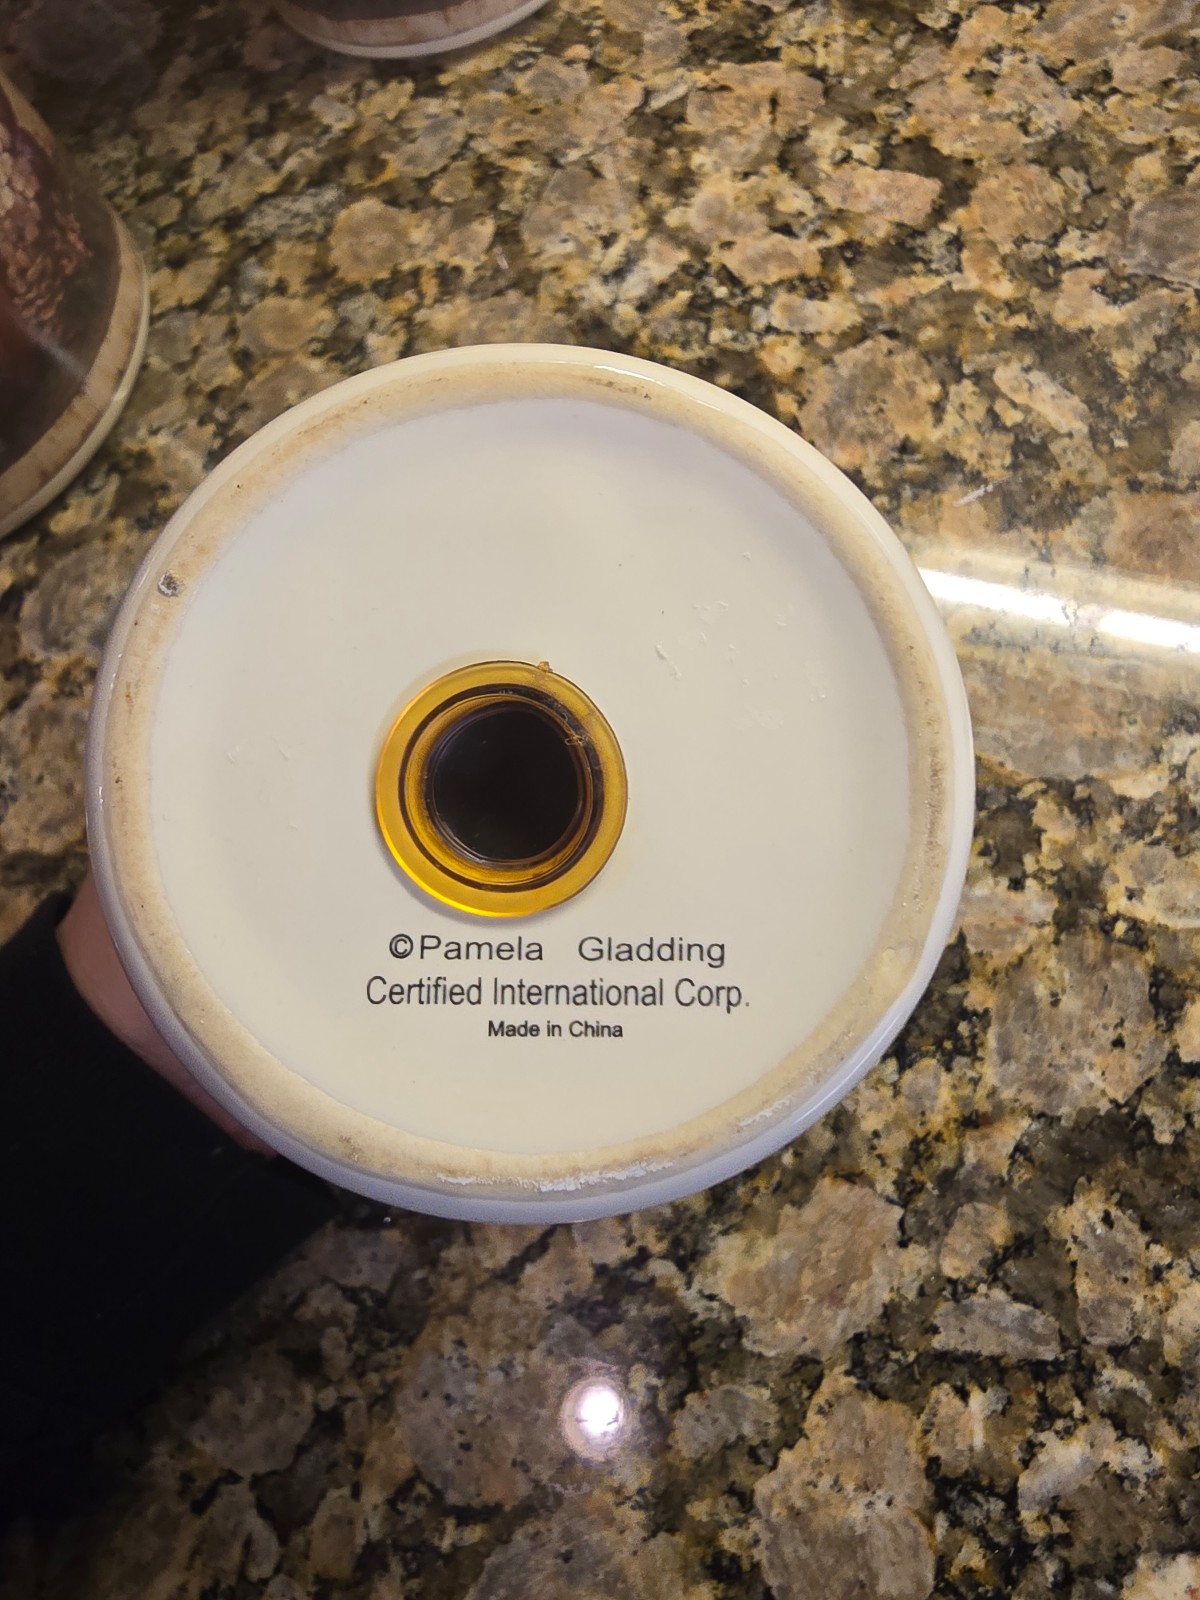 ©Pamela Gladding
Certified International Corp.
Made in China